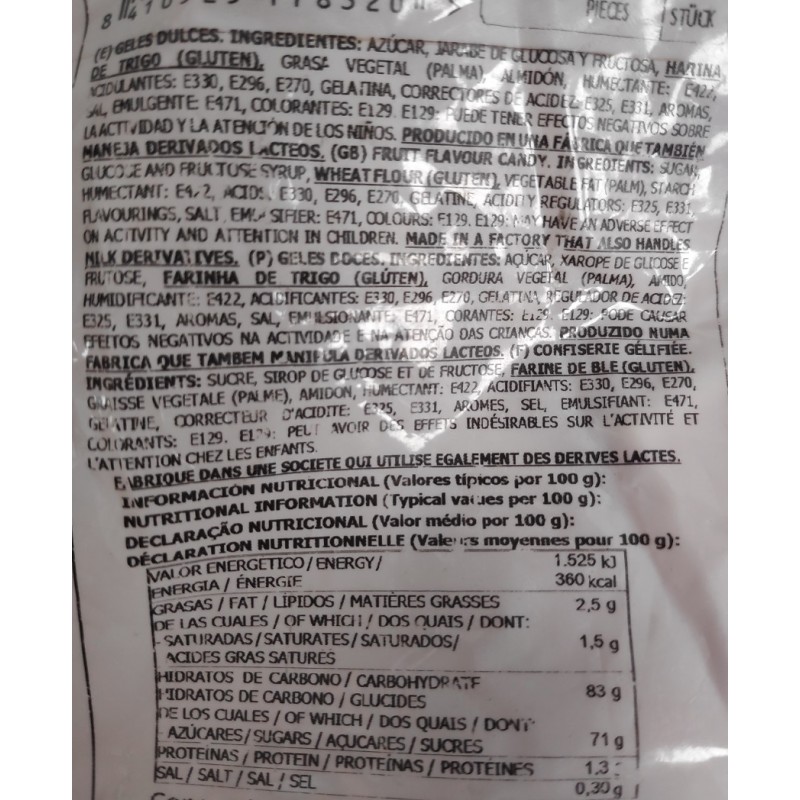 PIECES STÜCK
(E) GELES DULCES. INGREDIENTES: AZÚCAR, JARABE DE GLUCOSA Y FRUCTOSA, HARINA
DE TRIGO (GLUTEN), GRASA VEGETAL (PALMA), ALMIDÓN, HUMECTANTE: E422,
ACIDULANTES: E330, E296, E270, GELATINA, CORRECTORES DE ACIDEZ E325, E331, AROMAS,
SAL, EMULGENTE E471, COLORANTES: E129. E129: PUEDE TENER EFECTOS NEGATIVOS SOBRE
LA ACTIVIDAD Y LA ATENCIÓN DE LOS NIÑOS. PRODUCIDO EN UNA FÁBRICA QUE TAMBIÉN
MANEJA DERIVADOS LACTEOS. (GB) FRUIT FLAVOUR CANDY. INGREDIENTS: SUGAR,
GLUCOSE AND FRUCTUSE SYRUP, WHEAT FLOUR (GLUTEN), VEGETABLE FAT (PALM), STARCH
HUMECTANT: E422, ACIDS: E330, E296, E270, GELATINE, ACIDITY REGULATORS: E325, E331,
FLAVOURINGS, SALT, EMULSIFIER: E471, COLOURS: E129. E129: MAY HAVE AN ADVERSE EFFECT
ON ACTIVITY AND ATTENTION IN CHILDREN. MADE IN A FACTORY THAT ALSO HANDLES
MILK DERIVATIVES. (P) GELES DOCES. INGREDIENTES: AÇÚCAR, XAROPE DE GLICOSE E
FRUTOSE, FARINHA DE TRIGO (GLÚTEN), GORDURA VEGETAL (PALMA), AMIDO,
HUMIDIFICANTE: E422, ACIDIFICANTES: E330, E296, E270, GELATINA, REGULADOR DE ACIDEZ:
E325, E331, AROMAS, SAL, EMULSIONANTE: E471, CORANTES: E129. E129: PODE CAUSAR
EFEITOS NEGATIVOS NA ACTIVIDADE E NA ATENÇÃO DAS CRIANÇAS. PRODUZIDO NUMA
FABRICA QUE TAMBEM MANIPULA DERIVADOS LACTEOS. (F) CONFISERIE GÉLIFIÉE.
INGRÉDIENTS: SUCRE, SIROP DE GLUCOSE ET DE FRUCTOSE, FARINE DE BLE (GLUTEN),
GRAISSE VEGETALE (PALME), AMIDON, HUMECTANT: E422, ACIDIFIANTS: E330, E296, E270,
GELATINE, CORRECTEUR D'ACIDITE: E325, E331, AROMES, SEL, EMULSIFIANT: E471,
COLORANTS: E129. E129: PEUT AVOIR DES EFFETS INDÉSIRABLES SUR L'ACTIVITÉ ET
L'ATTENTION CHEZ LES ENFANTS.
FABRIQUE DANS UNE SOCIETE QUI UTILISE EGALEMENT DES DERIVES LACTES.
INFORMACIÓN NUTRICIONAL (Valores típicos por 100 g):
NUTRITIONAL INFORMATION (Typical values per 100 g):
DECLARAÇÃO NUTRICIONAL (Valor médio por 100 g):
DÉCLARATION NUTRITIONNELLE (Valeurs moyennes pour 100 g):
VALOR ENERGETICO / ENERGY / 1.525 kJ
ENERGIA / ÉNERGIE 360 kcal
GRASAS / FAT / LIPIDOS / MATIÈRES GRASSES 2,5 g
DE LAS CUALES / OF WHICH / DOS QUAIS / DONT:
- SATURADAS / SATURATES / SATURADOS / 1,5 g
ACIDES GRAS SATURES
HIDRATOS DE CARBONO / CARBOHYDRATE
HIDRATOS DE CARBONO / GLUCIDES 83 g
DE LOS CUALES / OF WHICH / DOS QUAIS / DONT
AZÚCARES / SUGARS / AÇUCARES / SUCRES 71 g
PROTEÍNAS / PROTEIN / PROTEÍNAS / PROTÉINES 1,3
SAL / SALT / SAL / SEL 0,30 g